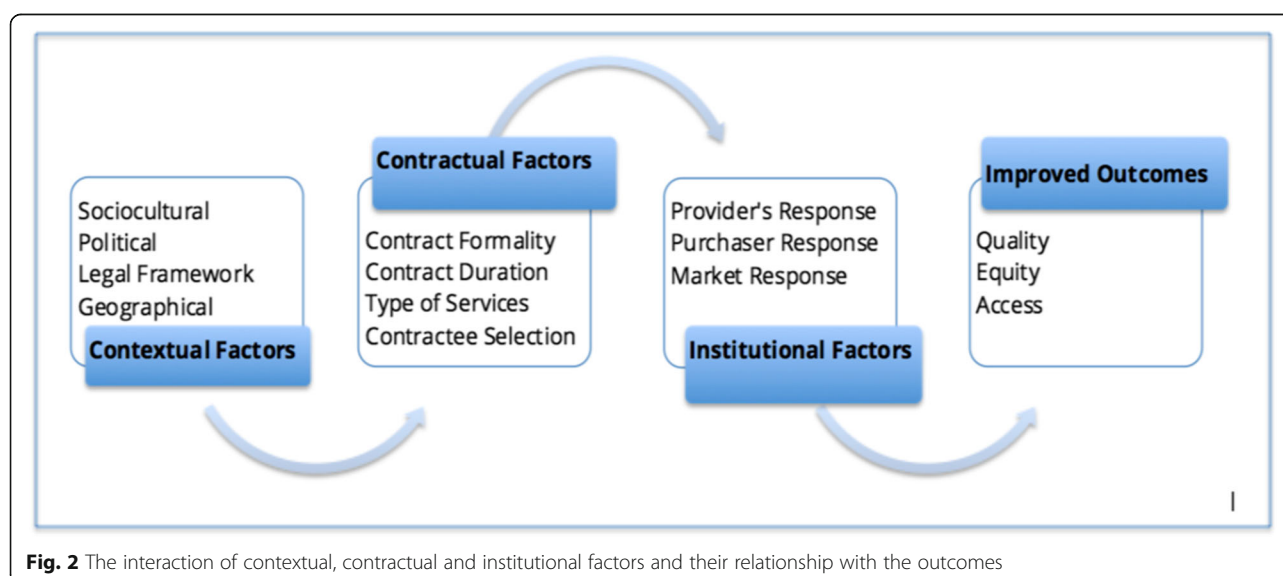 Sociocultural
Political
Legal Framework
Geographical
Contextual Factors
Contractual Factors
Contract Formality
Contract Duration
Type of Services
Contractee Selection
Provider's Response
Purchaser Response
Market Response
Institutional Factors
Improved Outcomes
Quality
Equity
Access
I
Fig. 2 The interaction of contextual, contractual and institutional factors and their relationship with the outcomes